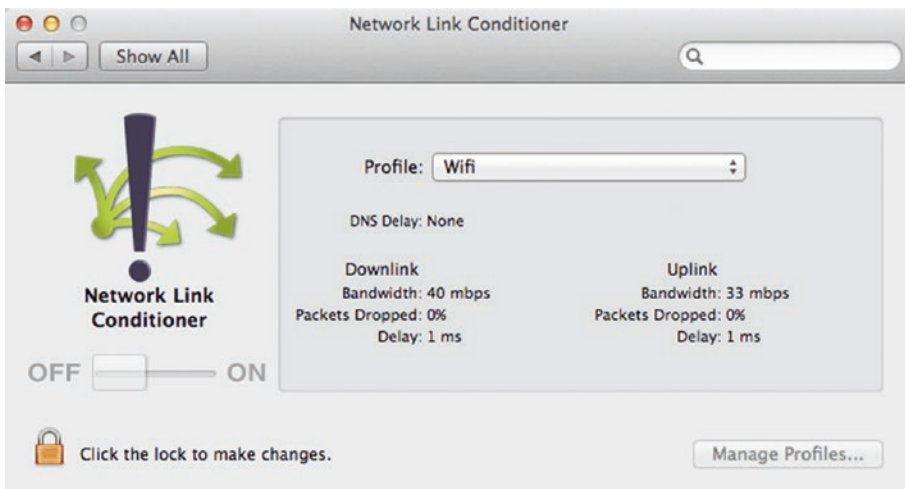 Network Link Conditioner
Show All
Profile: Wifi
DNS Delay: None
Downlink
Bandwidth: 40 mbps
Packets Dropped: 0%
Delay: 1 ms
Uplink
Bandwidth: 33 mbps
Packets Dropped: 0%
Delay: 1 ms
Network Link
Conditioner
OFF ON
Click the lock to make changes.
Manage Profiles...